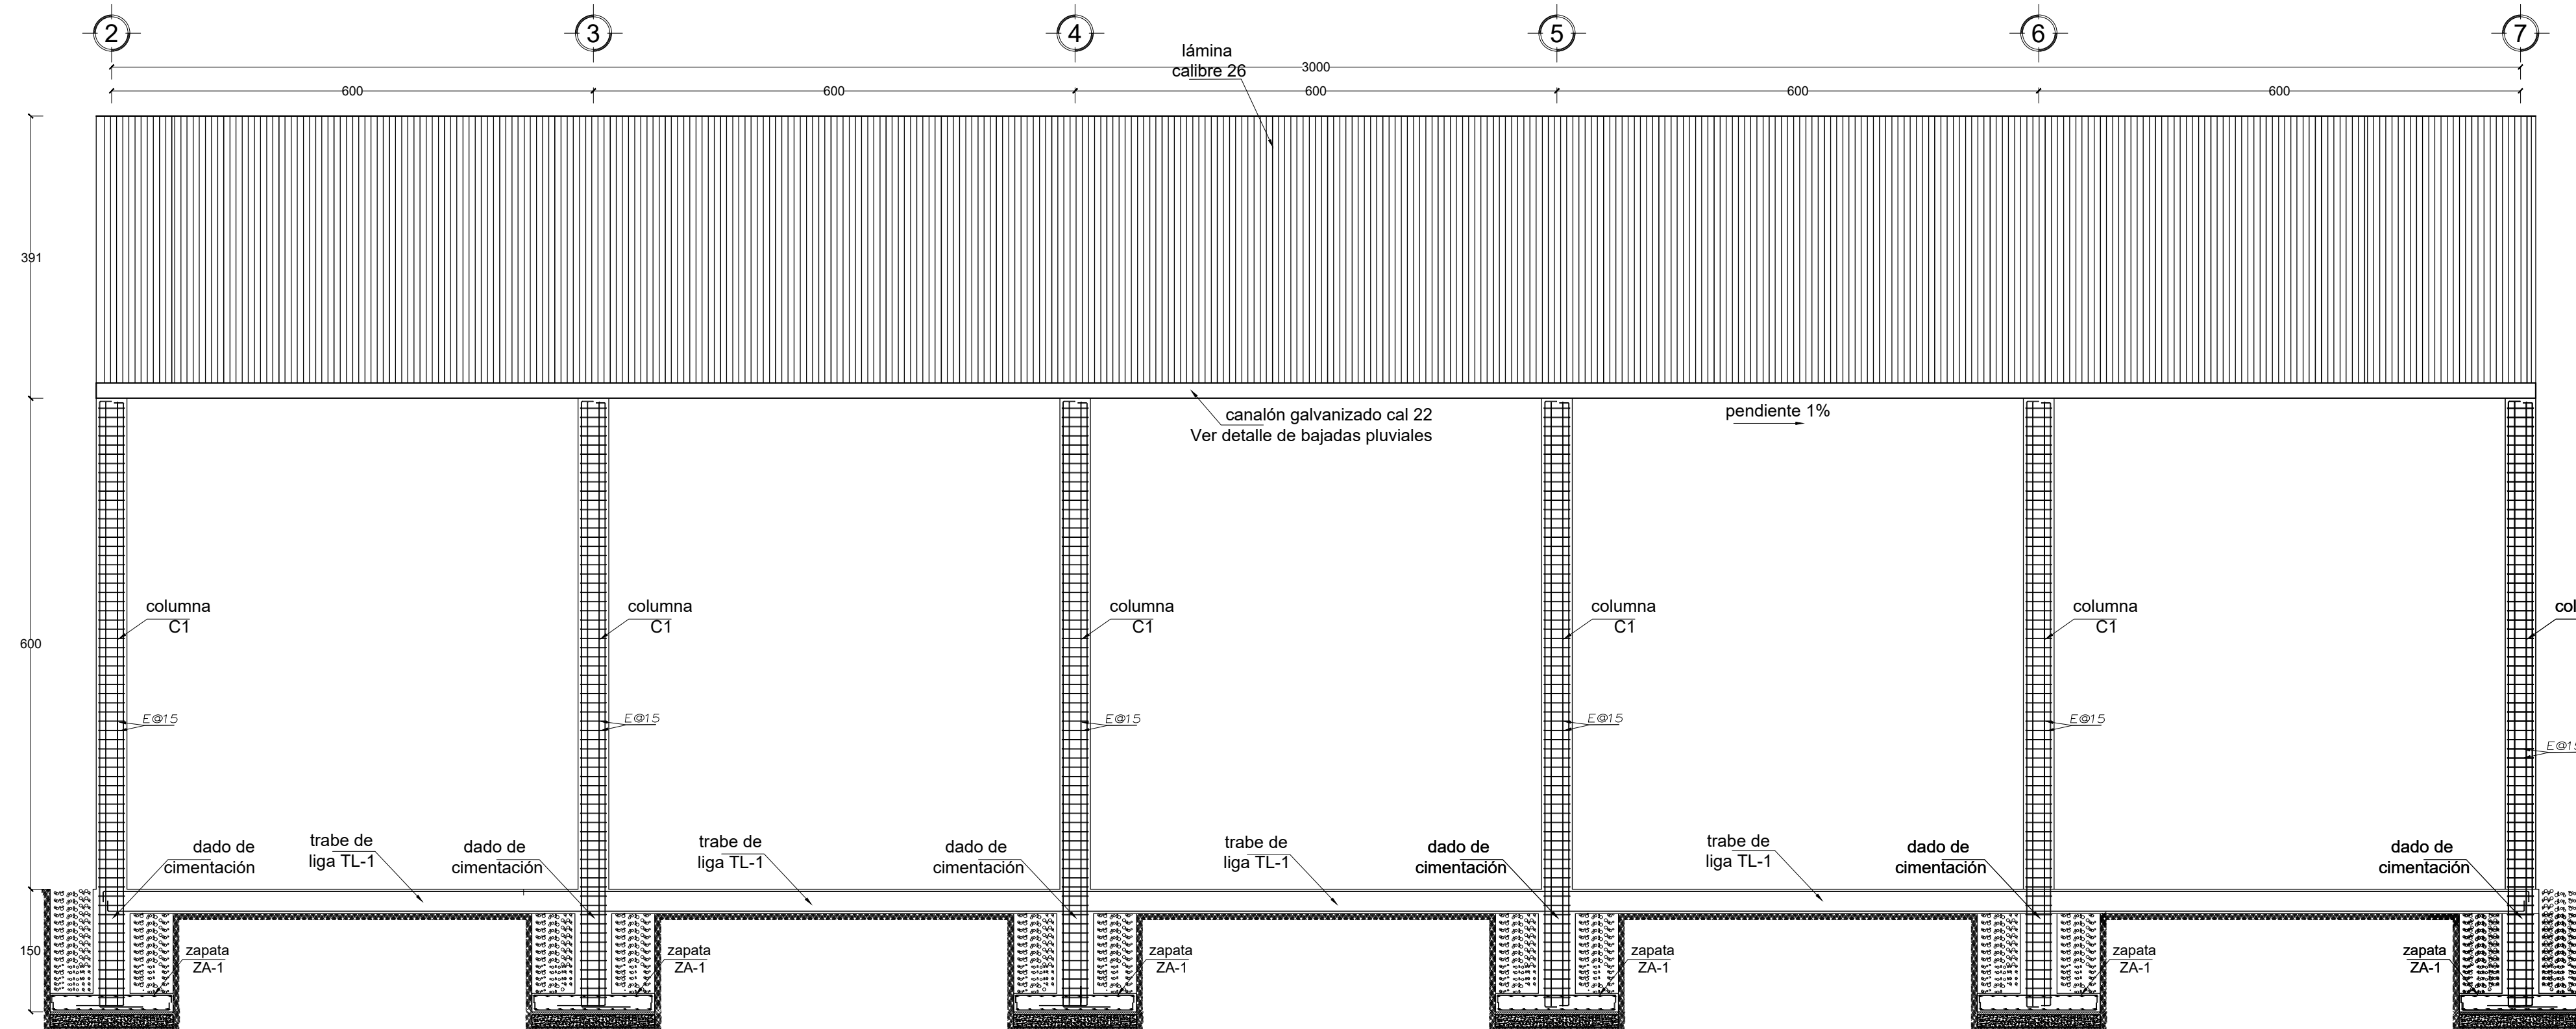 2 3 4 5 6 7
lámina
calibre 26
3000
600 600 600 600 600
391
canalón galvanizado cal 22
Ver detalle de bajadas pluviales
pendiente 1%
600
columna
C1
columna
C1
columna
C1
columna
C1
columna
C1
E@15 E@15 E@15 E@15 E@15
dado de
cimentación
trabe de
liga TL-1
dado de
cimentación
trabe de
liga TL-1
dado de
cimentación
trabe de
liga TL-1
dado de
cimentación
trabe de
liga TL-1
dado de
cimentación
dado de
cimentación
150
zapata
ZA-1
zapata
ZA-1
zapata
ZA-1
zapata
ZA-1
zapata
ZA-1
zapata
ZA-1